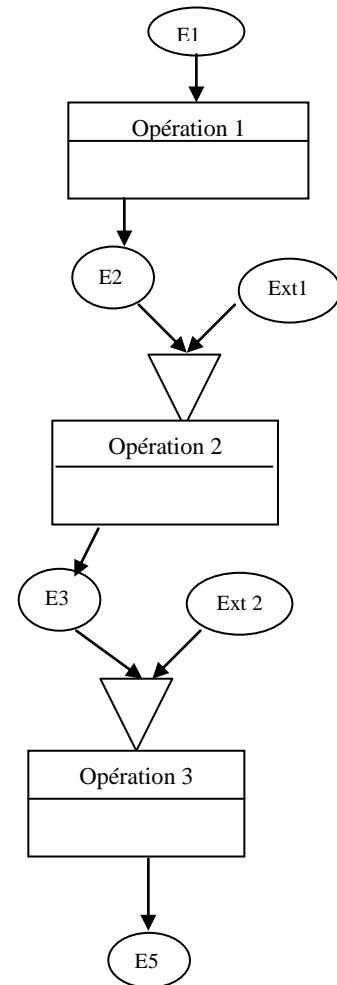 E1
Opération 1
E2
Ext1
Opération 2
E3
Ext 2
Opération 3
E5